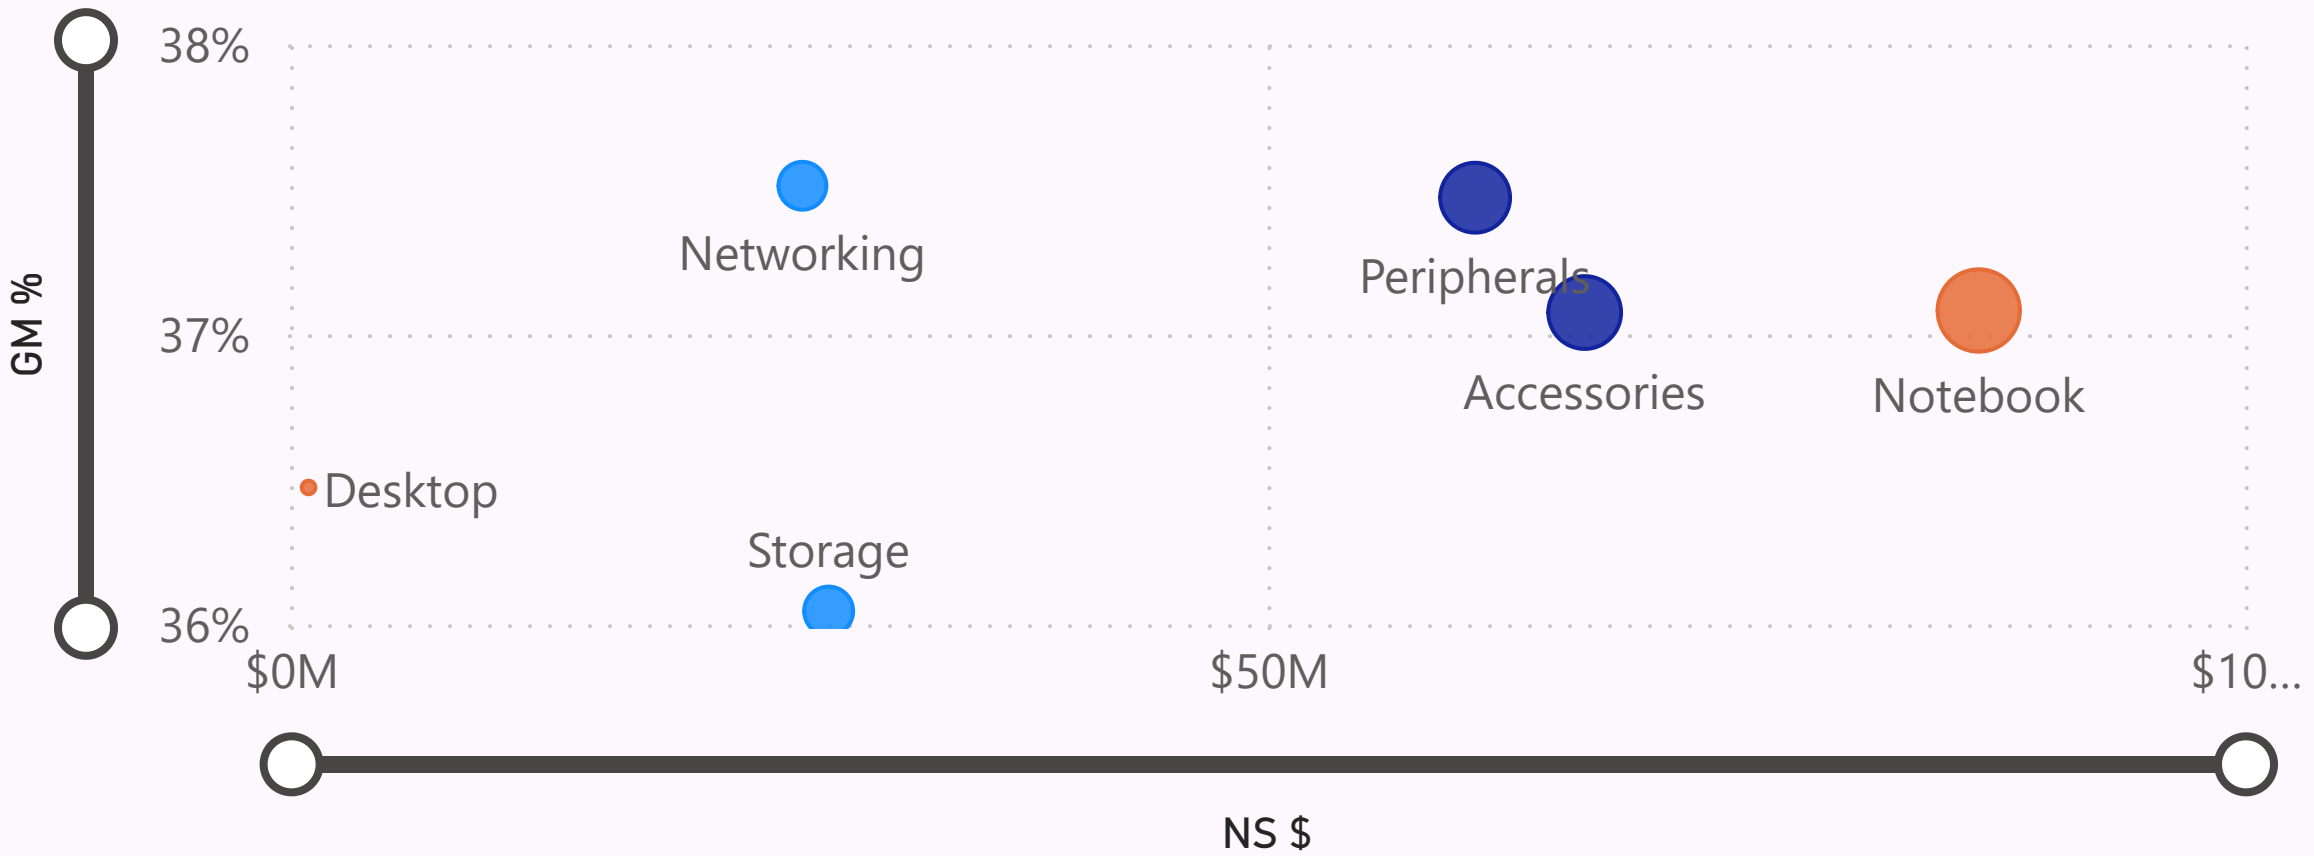 38%
Networking
Peripherals
GM %
37%
Accessories
Notebook
Desktop
Storage
36%
$0M
$50M
$10...
NS $